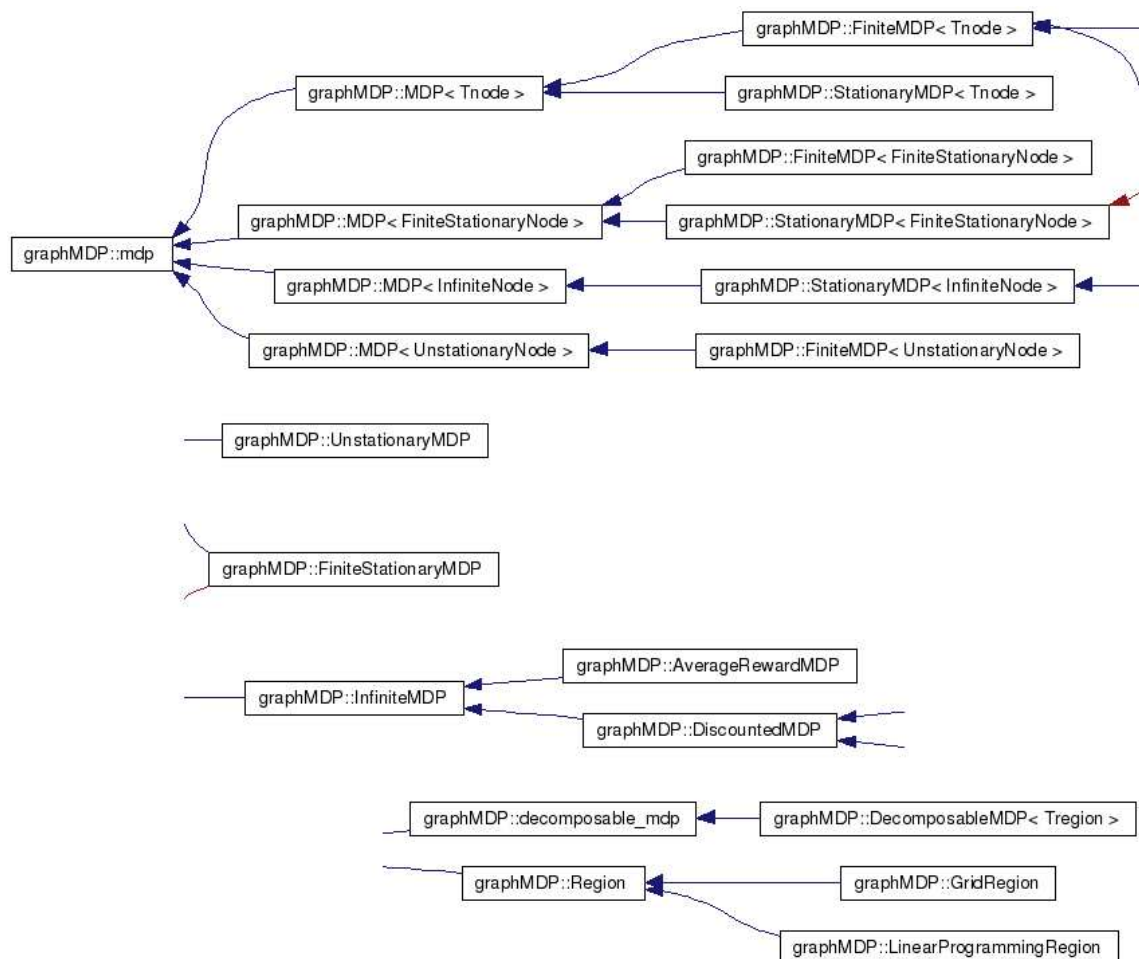 graphMDP::FiniteMDP< Tnode >
graphMDP::MDP< Tnode >
graphMDP::StationaryMDP< Tnode >
graphMDP::FiniteMDP< FiniteStationaryNode >
graphMDP::MDP< FiniteStationaryNode >
graphMDP::StationaryMDP< FiniteStationaryNode >
graphMDP::mdp
graphMDP::MDP< InfiniteNode >
graphMDP::StationaryMDP< InfiniteNode >
graphMDP::MDP< UnstationaryNode >
graphMDP::FiniteMDP< UnstationaryNode >
graphMDP::UnstationaryMDP
graphMDP::FiniteStationaryMDP
graphMDP::AverageRewardMDP
graphMDP::InfiniteMDP
graphMDP::DiscountedMDP
graphMDP::decomposable_mdp
graphMDP::DecomposableMDP< Tregion >
graphMDP::Region
graphMDP::GridRegion
graphMDP::LinearProgrammingRegion